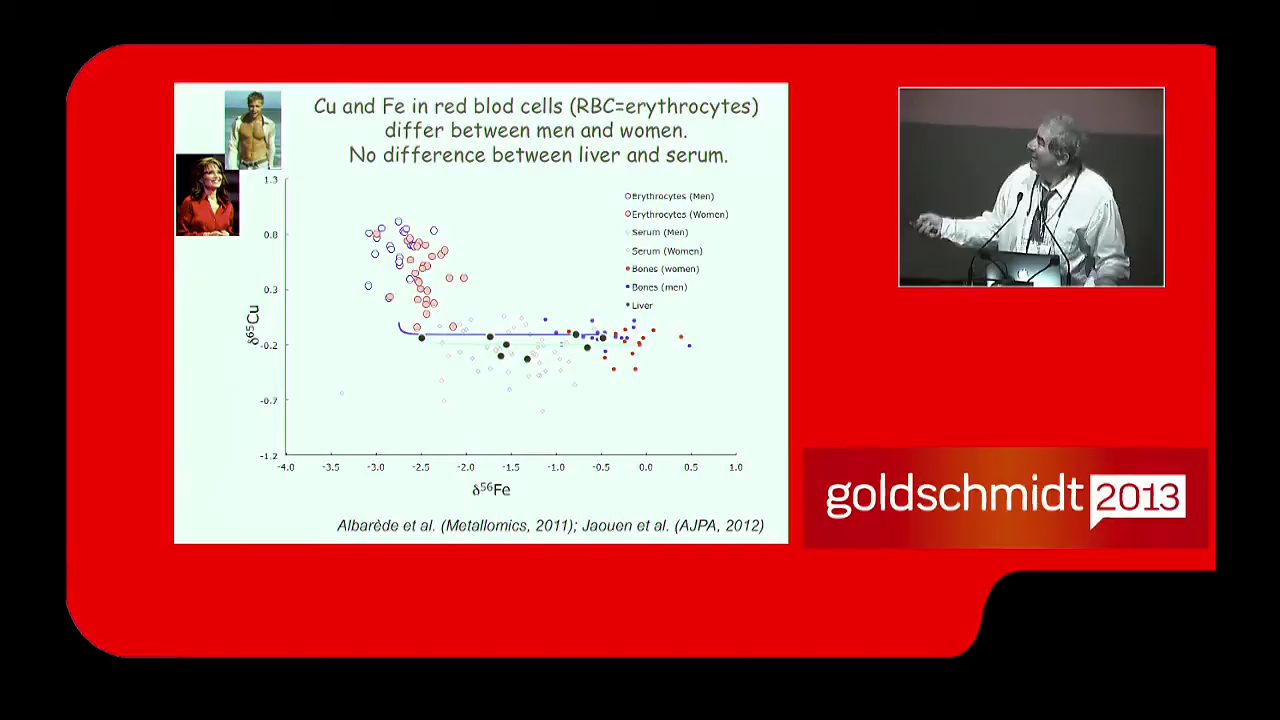 Cu and Fe in red blod cells (RBC=erythrocytes)
differ between men and women.
No difference between liver and serum.
1.3
0.8
0.3
-0.2
-0.7
-1.2
δ65Cu
-4.0 -3.5 -3.0 -2.5 -2.0 -1.5 -1.0 -0.5 0.0 0.5 1.0
δ56Fe
Erythrocytes (Men)
Erythrocytes (Women)
Serum (Men)
Serum (Women)
Bones (women)
Bones (men)
Liver
Albarède et al. (Metallomics, 2011); Jaouen et al. (AJPA, 2012)
goldschmidt 2013